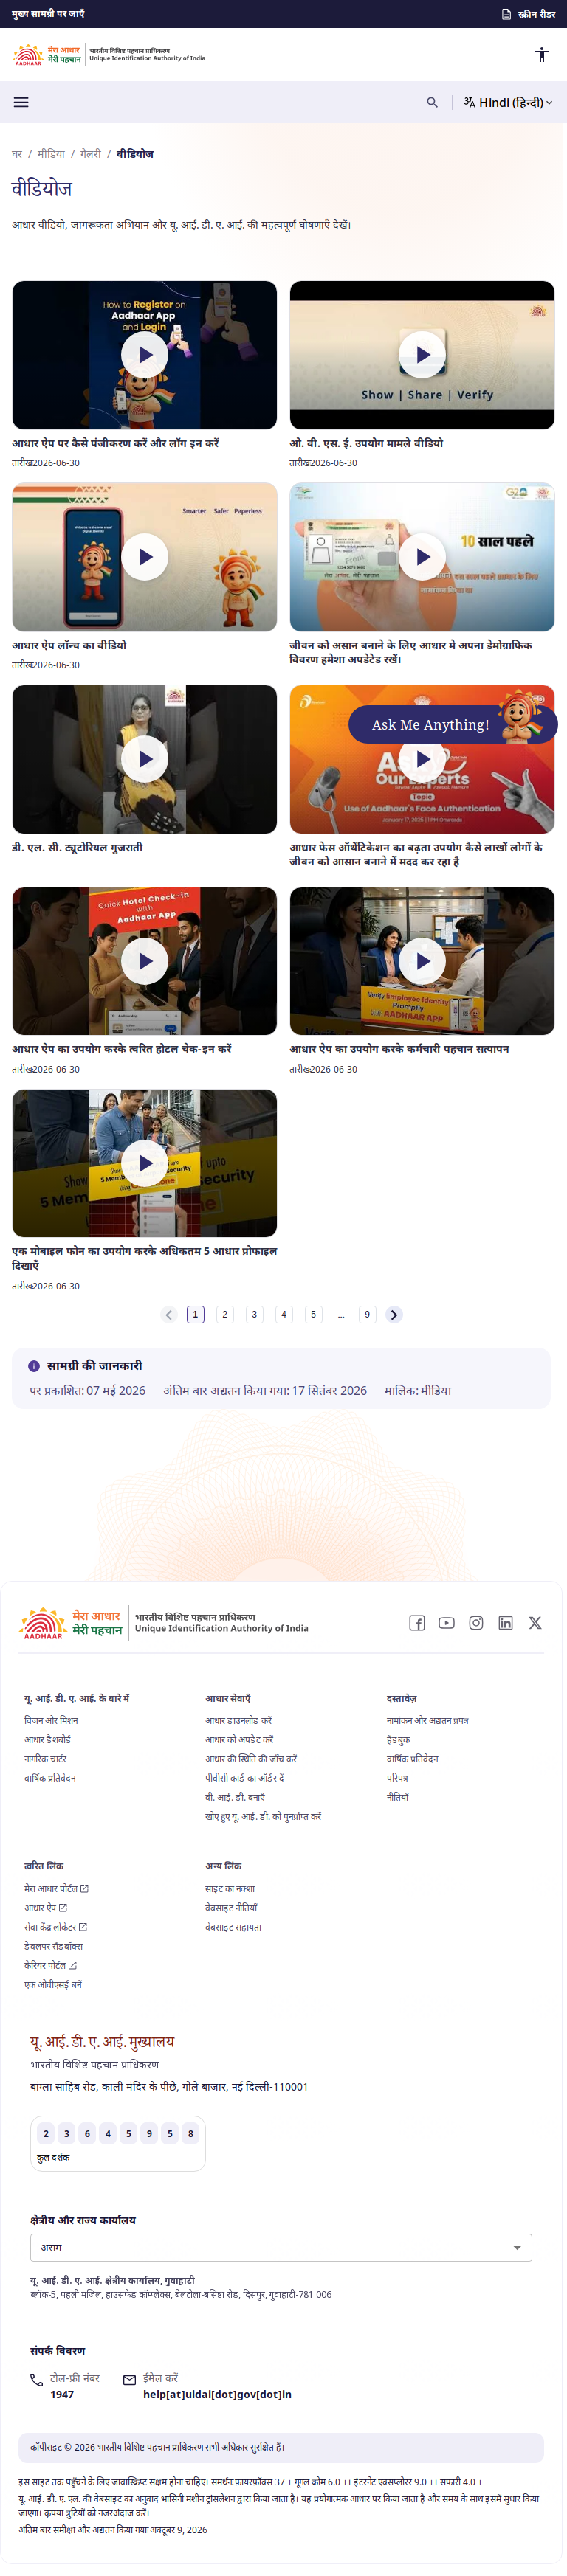 मुख्य सामग्री पर जाएँ
स्क्रीन रीडर
मेरा आधार
मेरी पहचान
AADHAAR
भारतीय विशिष्ट पहचान प्राधिकरण
Unique Identification Authority of India
Hindi (हिन्दी)
घर / मीडिया / गैलरी / वीडियोज
वीडियोज
आधार वीडियो, जागरूकता अभियान और यू. आई. डी. ए. आई. की महत्वपूर्ण घोषणाएँ देखें।
How to Register on
Aadhaar App
and Login
Show | Share | Verify
आधार ऐप पर कैसे पंजीकरण करें और लॉग इन करें
तारीख:2026-06-30
ओ. वी. एस. ई. उपयोग मामले वीडियो
तारीख:2026-06-30
Smarter Safer Paperless
10 साल पहले
आधार ऐप लॉन्च का वीडियो
तारीख:2026-06-30
जीवन को असान बनाने के लिए आधार मे अपना डेमोग्राफिक
विवरण हमेशा अपडेटेड रखें।
Ask Me Anything!
Our Experts
Topic
Use of Aadhaar's Face Authentication
डी. एल. सी. ट्यूटोरियल गुजराती
आधार फेस ऑथेंटिकेशन का बढ़ता उपयोग कैसे लाखों लोगों के
जीवन को आसान बनाने में मदद कर रहा है
Quick Hotel Check-in
with
Aadhaar App
Verify Employee Identity
Promptly
आधार ऐप का उपयोग करके त्वरित होटल चेक-इन करें
तारीख:2026-06-30
आधार ऐप का उपयोग करके कर्मचारी पहचान सत्यापन
तारीख:2026-06-30
एक मोबाइल फोन का उपयोग करके अधिकतम 5 आधार प्रोफाइल
दिखाएँ
तारीख:2026-06-30
1 2 3 4 5 ... 9
सामग्री की जानकारी
पर प्रकाशित: 07 मई 2026 अंतिम बार अद्यतन किया गया: 17 सितंबर 2026 मालिक: मीडिया
मेरा आधार
मेरी पहचान
AADHAAR
भारतीय विशिष्ट पहचान प्राधिकरण
Unique Identification Authority of India
यू. आई. डी. ए. आई. के बारे में
विजन और मिशन
आधार डैशबोर्ड
नागरिक चार्टर
वार्षिक प्रतिवेदन
आधार सेवाएँ
आधार डाउनलोड करें
आधार को अपडेट करें
आधार की स्थिति की जाँच करें
पीवीसी कार्ड का ऑर्डर दें
वी. आई. डी. बनाएँ
खोए हुए यू. आई. डी. को पुनर्प्राप्त करें
दस्तावेज़
नामांकन और अद्यतन प्रपत्र
हैंडबुक
वार्षिक प्रतिवेदन
परिपत्र
नीतियाँ
त्वरित लिंक
मेरा आधार पोर्टल
आधार ऐप
सेवा केंद्र लोकेटर
डेवलपर सैंडबॉक्स
कैरियर पोर्टल
एक ओवीएसई बनें
अन्य लिंक
साइट का नक्शा
वेबसाइट नीतियाँ
वेबसाइट सहायता
यू. आई. डी. ए. आई. मुख्यालय
भारतीय विशिष्ट पहचान प्राधिकरण
बांग्ला साहिब रोड, काली मंदिर के पीछे, गोले बाजार, नई दिल्ली-110001
2 3 6 4 5 9 5 8
कुल दर्शक
क्षेत्रीय और राज्य कार्यालय
असम
यू. आई. डी. ए. आई. क्षेत्रीय कार्यालय, गुवाहाटी
ब्लॉक-5, पहली मंजिल, हाउसफेड कॉम्प्लेक्स, बेलटोला-बसिष्ठा रोड, दिसपुर, गुवाहाटी-781 006
संपर्क विवरण
टोल-फ्री नंबर
1947
ईमेल करें
help[at]uidai[dot]gov[dot]in
कॉपीराइट © 2026 भारतीय विशिष्ट पहचान प्राधिकरण सभी अधिकार सुरक्षित हैं।
इस साइट तक पहुँचने के लिए जावास्क्रिप्ट सक्षम होना चाहिए। समर्थनः फ़ायरफ़ॉक्स 37 + गूगल क्रोम 6.0 +। इंटरनेट एक्सप्लोरर 9.0 +। सफारी 4.0 +
यू. आई. डी. ए. एल. की वेबसाइट का अनुवाद भासिनी मशीन ट्रांसलेशन द्वारा किया जाता है। यह प्रयोगात्मक आधार पर किया जाता है और समय के साथ इसमें सुधार किया
जाएगा। कृपया त्रुटियों को नजरअंदाज करें।
अंतिम बार समीक्षा और अद्यतन किया गयाः अक्टूबर 9, 2026